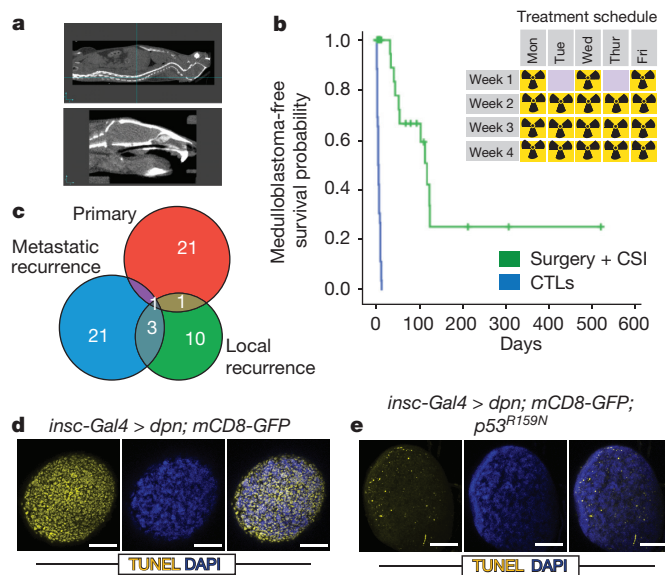 a
b
Treatment schedule
Mon
Tue
Wed
Thur
Fri
Week 1
Week 2
Week 3
Week 4
Medulloblastoma-free
survival probability
1.0
0.8
0.6
0.4
0.2
0.0
0
100
200
300
400
500
600
Days
Surgery + CSI
CTLs
c
Primary
21
Metastatic
recurrence
1
1
21
3
10
Local
recurrence
d
insc-Gal4 > dpn; mCD8-GFP
TUNEL DAPI
e
insc-Gal4 > dpn; mCD8-GFP;
p53R159N
TUNEL DAPI